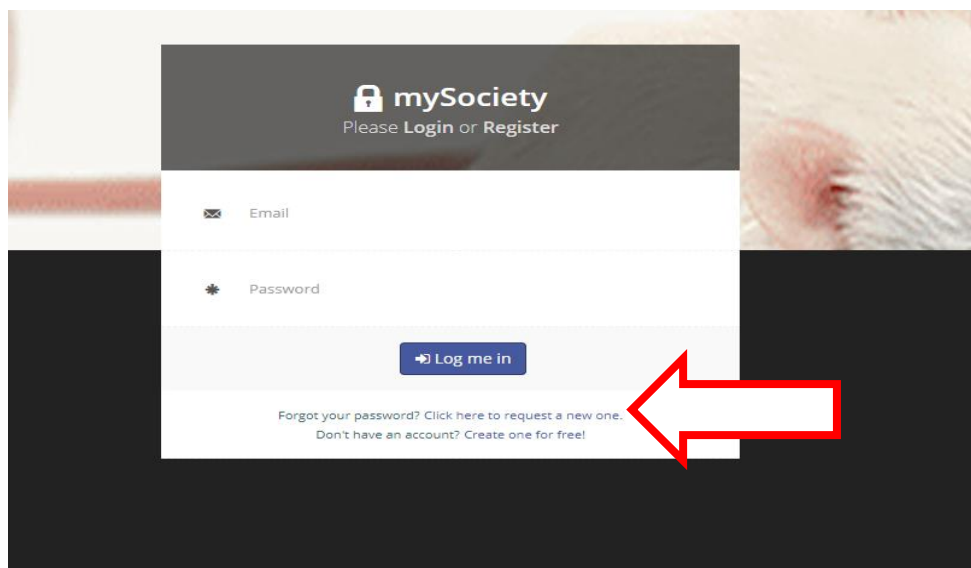 mySociety
Please Login or Register
Email
Password
Log me in
Forgot your password? Click here to request a new one.
Don't have an account? Create one for free!